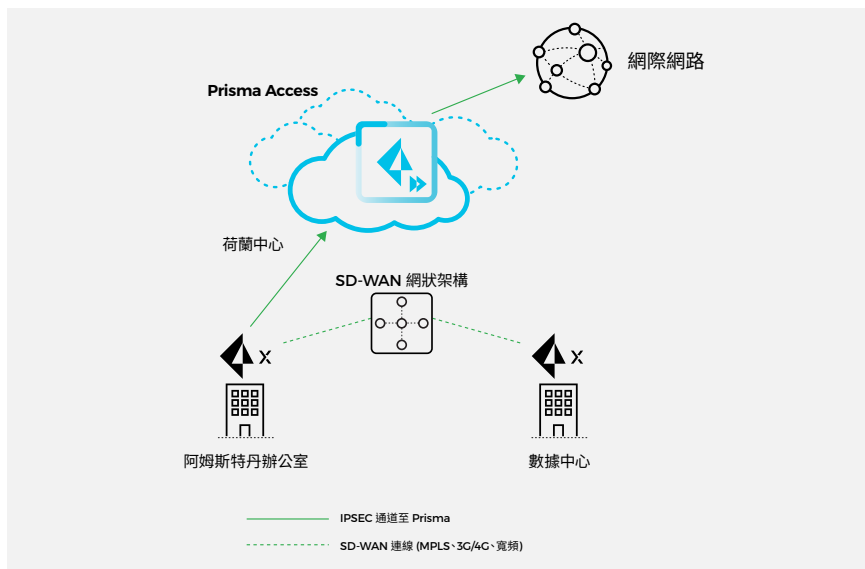 網際網路
Prisma Access
荷蘭中心
SD-WAN 網狀架構
X
X
阿姆斯特丹辦公室
數據中心
IPSEC 通道至 Prisma
SD-WAN 連線 (MPLS、3G/4G、寬頻)